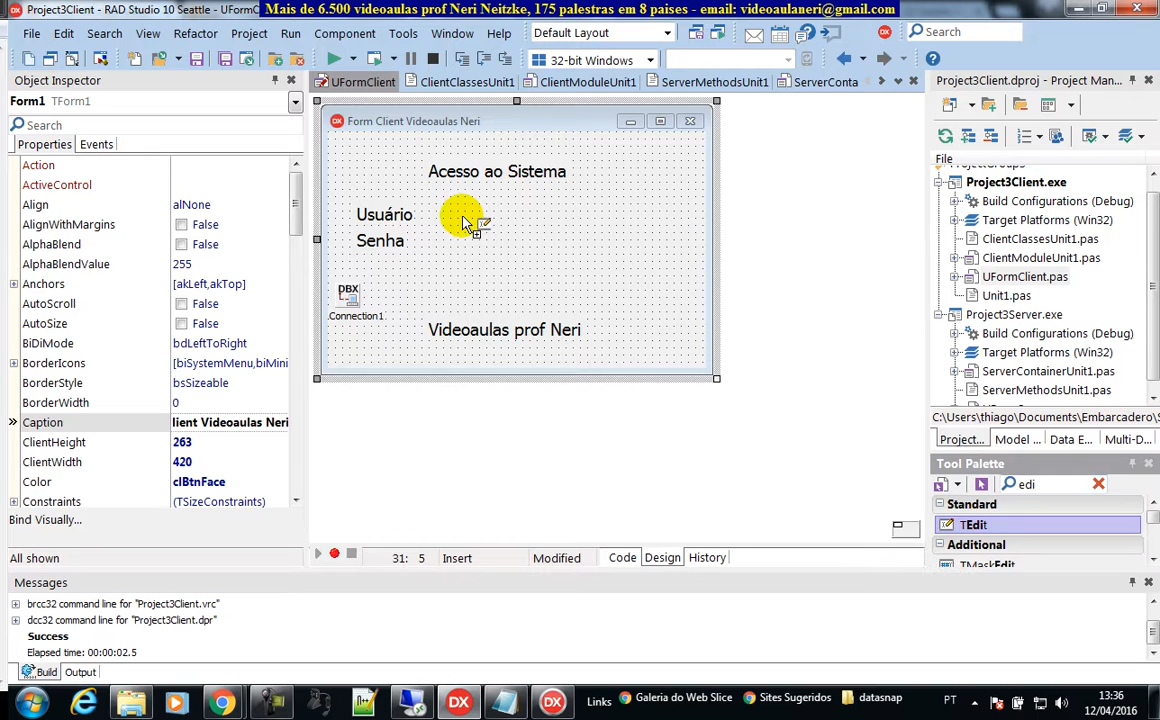 Project3Client - RAD Studio 10 Seattle - UFormC
Mais de 6.500 videoaulas prof Neri Neitzke, 175 palestras em 8 paises - email: videoaulaneri@gmail.com
File Edit Search View Refactor Project Run Component Tools Window Help
Default Layout
Search
32-bit Windows
Object Inspector
Form1 TForm1
Search
Properties Events
Action
ActiveControl
Align alNone
AlignWithMargins False
AlphaBlend False
AlphaBlendValue 255
Anchors [akLeft,akTop]
AutoScroll False
AutoSize False
BiDiMode bdLeftToRight
BorderIcons [biSystemMenu,biMini
BorderStyle bsSizeable
BorderWidth 0
Caption lient Videoaulas Neri
ClientHeight 263
ClientWidth 420
Color clBtnFace
Constraints (TSizeConstraints)
Bind Visually...
All shown
UFormClient ClientClassesUnit1 ClientModuleUnit1 ServerMethodsUnit1 ServerConta
Form Client Videoaulas Neri
Acesso ao Sistema
Usuário
Senha
DBX
.Connection1
Videoaulas prof Neri
31: 5 Insert Modified Code Design History
Project3Client.dproj - Project Man...
File
ProjectGroup3
Project3Client.exe
Build Configurations (Debug)
Target Platforms (Win32)
ClientClassesUnit1.pas
ClientModuleUnit1.pas
UFormClient.pas
Unit1.pas
Project3Server.exe
Build Configurations (Debug)
Target Platforms (Win32)
ServerContainerUnit1.pas
ServerMethodsUnit1.pas
C:\Users\thiago\Documents\Embarcadero\S
Project... Model ... Data E... Multi-D...
Tool Palette
edi
Standard
TEdit
Additional
TMaskEdit
Messages
brcc32 command line for "Project3Client.vrc"
dcc32 command line for "Project3Client.dpr"
Success
Elapsed time: 00:00:02.5
Build Output
Links Galeria do Web Slice Sites Sugeridos datasnap PT
13:36
12/04/2016